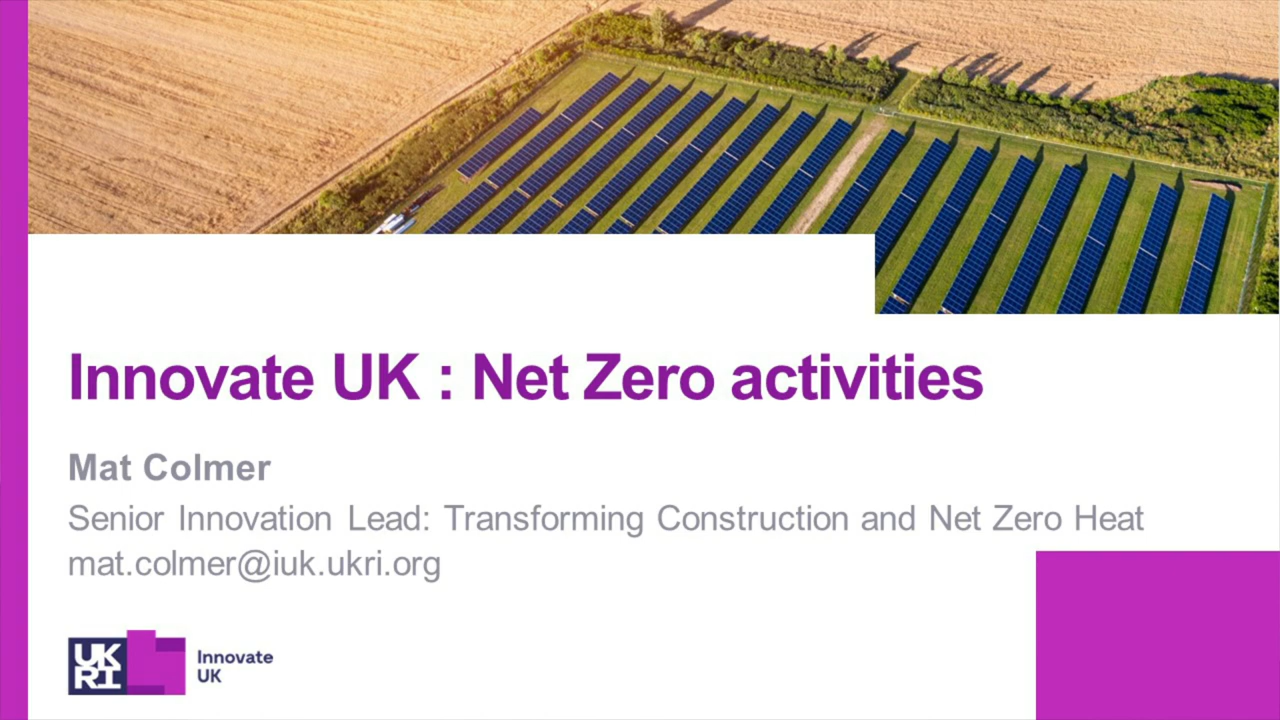 Innovate UK : Net Zero activities
Mat Colmer
Senior Innovation Lead: Transforming Construction and Net Zero Heat
mat.colmer@iuk.ukri.org
UK
RI
Innovate
UK